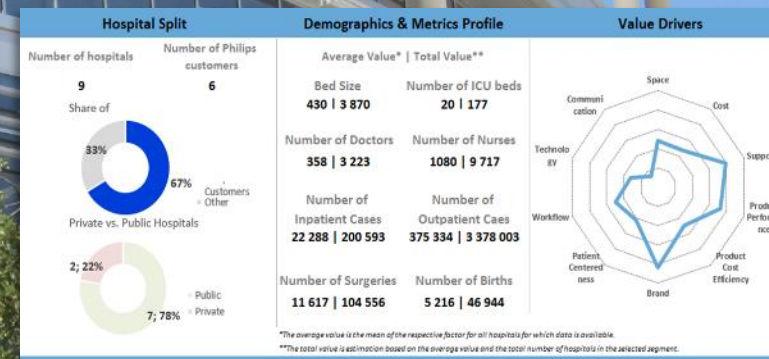 Hospital Split
Number of hospitals
9
Number of Philips
customers
6
Share of
33%
67%
Customers
Other
Private vs. Public Hospitals
2; 22%
7; 78%
Public
Private
Demographics & Metrics Profile
Average Value* | Total Value**
Bed Size
430 | 3 870
Number of ICU beds
20 | 177
Number of Doctors
358 | 3 223
Number of Nurses
1080 | 9 717
Number of
Inpatient Cases
22 288 | 200 593
Number of
Outpatient Caes
375 334 | 3 378 003
Number of Surgeries
11 617 | 104 556
Number of Births
5 216 | 46 944
*The average value is the mean of the respective factor for all hospitals for which data is available.
**The total value is estimation based on the average value and the total number of hospitals in the selected segment.
Value Drivers
Space
Cost
Suppo
Produ
Perfor
nce
Product
Cost
Efficiency
Brand
Patient
Centered
ness
Workflow
Technolo
gy
Communi
cation